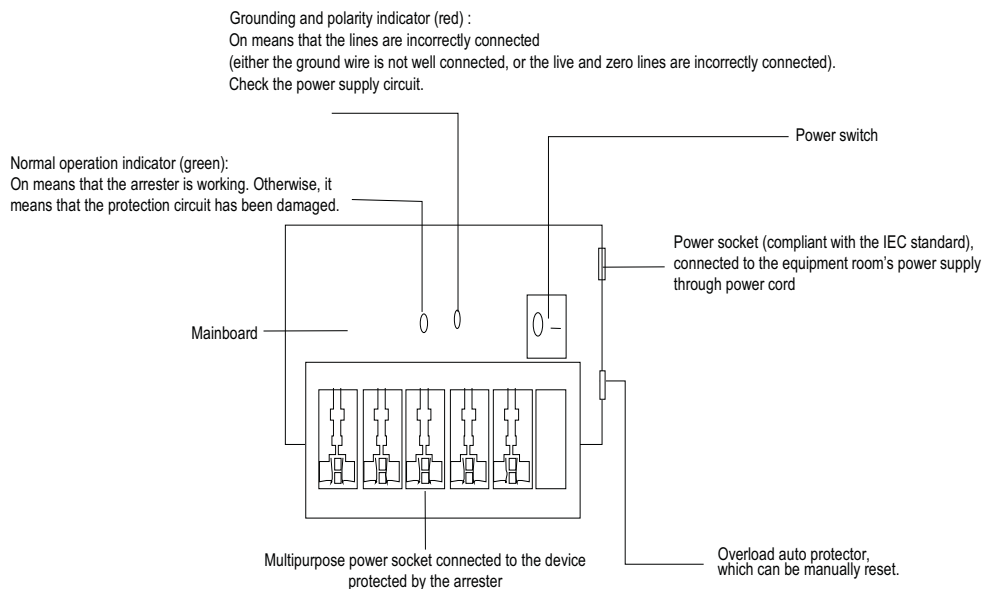 Grounding and polarity indicator (red) :
On means that the lines are incorrectly connected
(either the ground wire is not well connected, or the live and zero lines are incorrectly connected).
Check the power supply circuit.
Power switch
Normal operation indicator (green):
On means that the arrester is working. Otherwise, it
means that the protection circuit has been damaged.
Power socket (compliant with the IEC standard),
connected to the equipment room's power supply
through power cord
Mainboard
Multipurpose power socket connected to the device
protected by the arrester
Overload auto protector,
which can be manually reset.